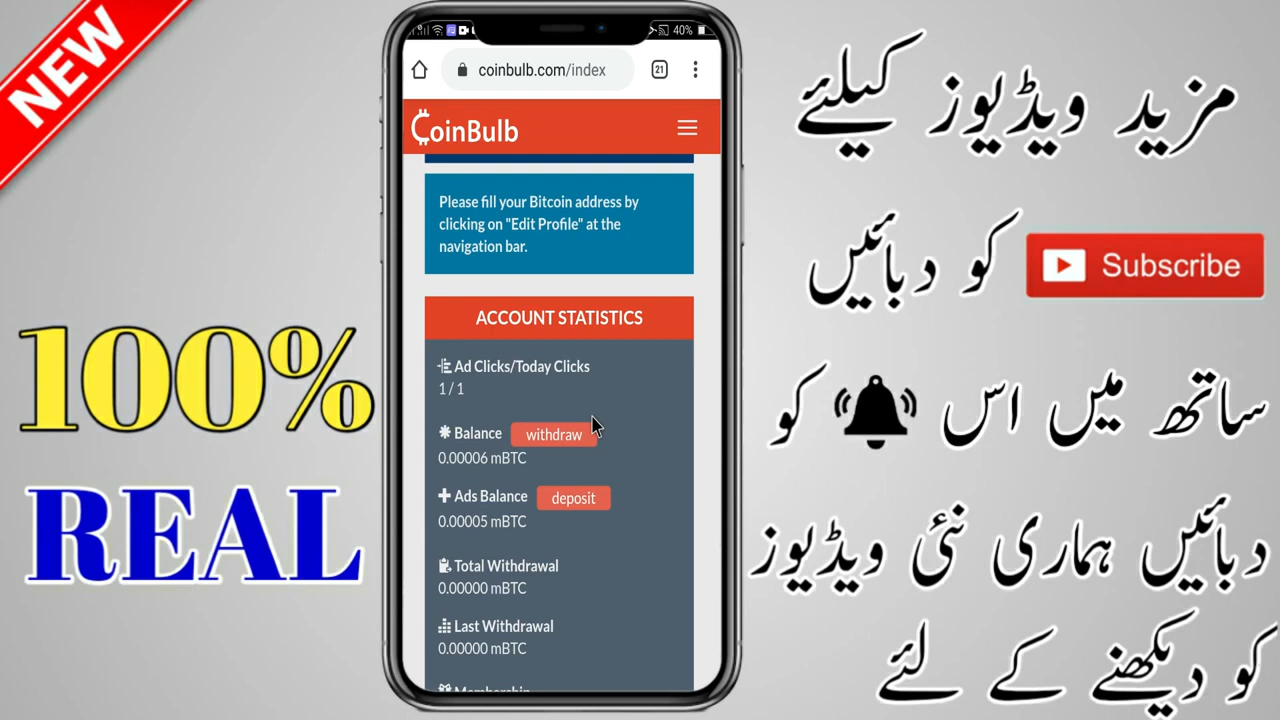 NEW
100%
REAL
40%
coinbulb.com/index
21
CoinBulb
Please fill your Bitcoin address by
clicking on "Edit Profile" at the
navigation bar.
ACCOUNT STATISTICS
Ad Clicks/Today Clicks
1 / 1
Balance withdraw
0.00006 mBTC
Ads Balance deposit
0.00005 mBTC
Total Withdrawal
0.00000 mBTC
Last Withdrawal
0.00000 mBTC
Membership
مزید ویڈیوز کیلئے
Subscribe کو دبائیں
ساتھ میں اس کو
دبائیں ہماری نئی ویڈیوز
کو دیکھنے کے لئے